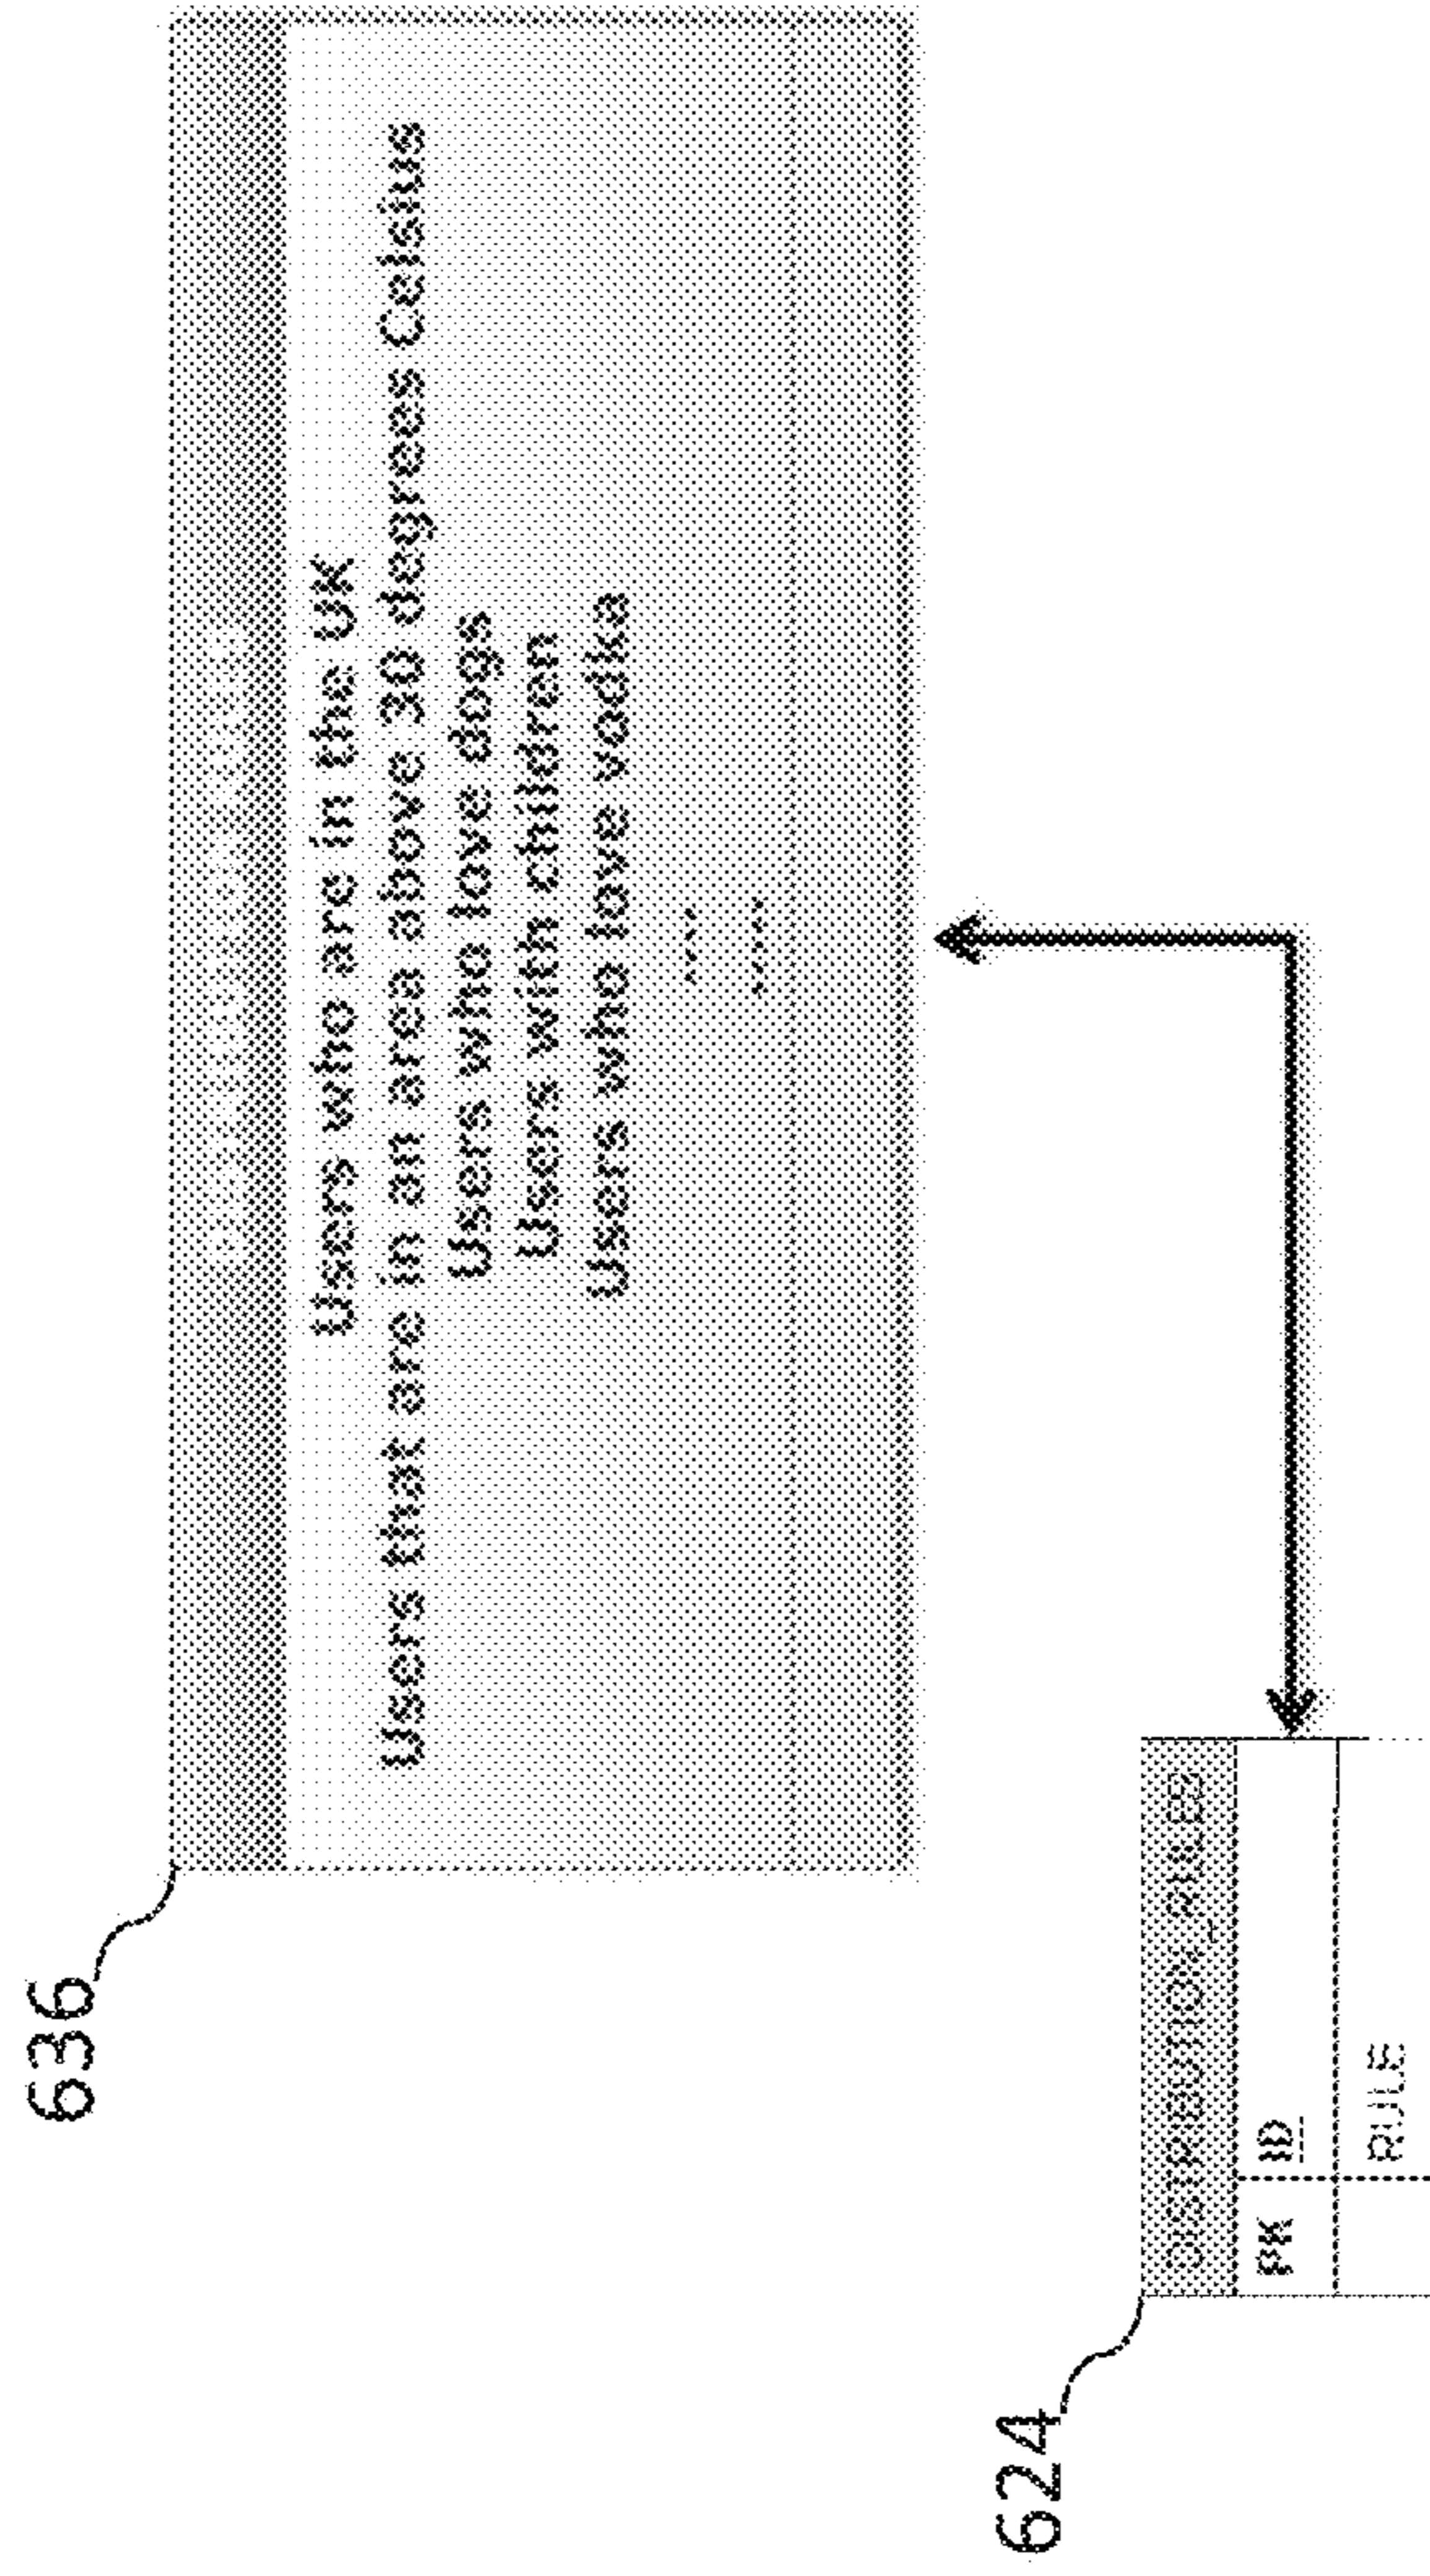 636
Users who are in the UK
Users that are in an area above 30 degrees Celsius
Users who love dogs
Users with children
Users who love vodka
....
.....
624
DISTRIBUTION_RULES
PK ID
RULE